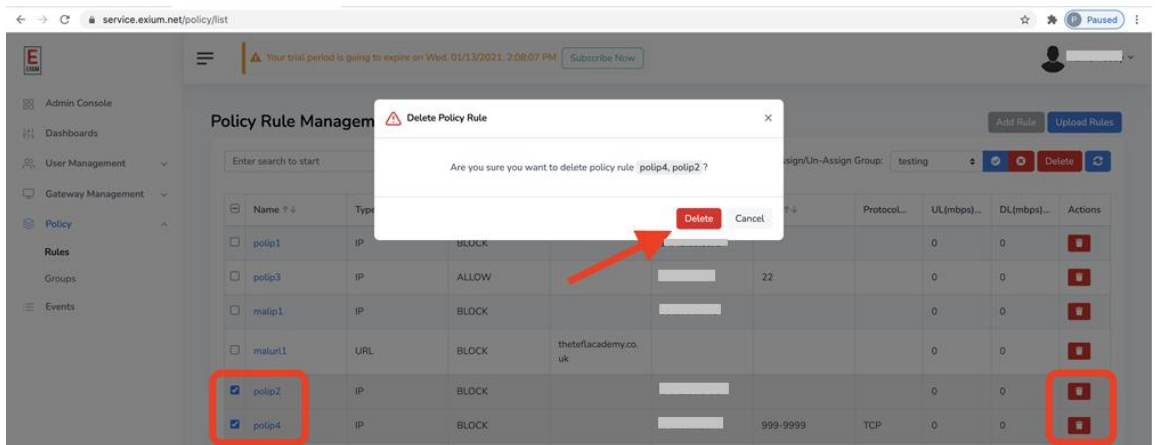 service.exium.net/policy/list
Paused
EXIUM
Your trial period is going to expire on Wed, 01/13/2021, 2:08:07 PM
Subscribe Now
Admin Console
Dashboards
User Management
Gateway Management
Policy
Rules
Groups
Events
Policy Rule Managem
Add Rule
Upload Rules
Enter search to start
Assign/Un-Assign Group:
testing
Delete
Delete Policy Rule
Are you sure you want to delete policy rule polip4, polip2 ?
Delete
Cancel
Name Type Protocol... UL(mbps)... DL(mbps)... Actions
polip1 IP BLOCK 0 0
polip3 IP ALLOW 22 0 0
malip1 IP BLOCK 0 0
malurl1 URL BLOCK theteflacademy.co.
uk 0 0
polip2 IP BLOCK 0 0
polip4 IP BLOCK 999-9999 TCP 0 0